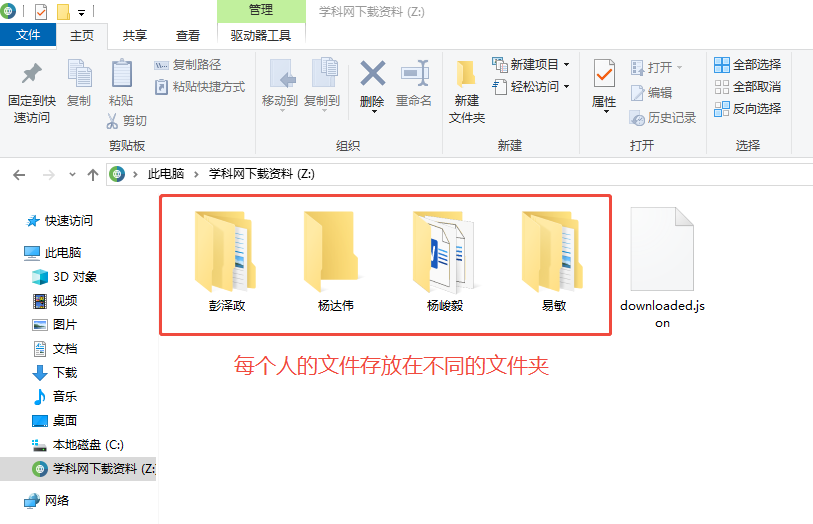 管理
学科网下载资料 (Z:)
文件
主页
共享
查看
驱动器工具
固定到快速访问
复制
粘贴
复制路径
粘贴快捷方式
剪切
移动到
复制到
删除
重命名
新建
文件夹
新建项目
轻松访问
属性
打开
编辑
历史记录
全部选择
全部取消
反向选择
剪贴板
组织
新建
打开
选择
此电脑
学科网下载资料 (Z:)
快速访问
此电脑
3D 对象
视频
图片
文档
下载
音乐
桌面
本地磁盘 (C:)
学科网下载资料 (Z:
网络
彭泽政
杨达伟
杨峻毅
易敏
downloaded.js
on
每个人的文件存放在不同的文件夹